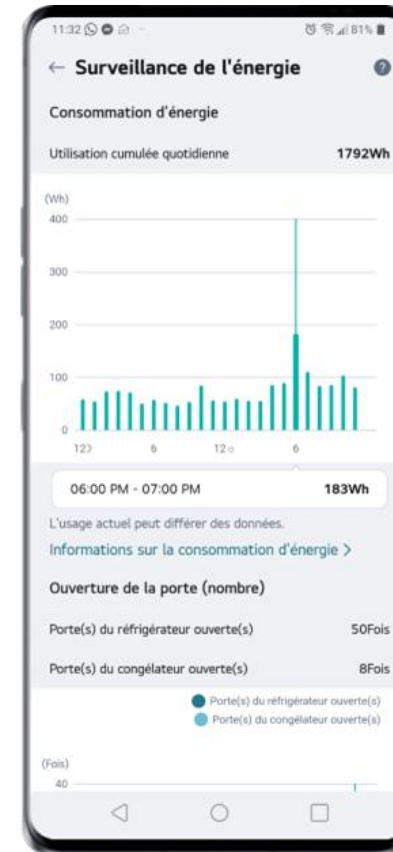 11:32 81%
← Surveillance de l'énergie ?
Consommation d'énergie
Utilisation cumulée quotidienne 1792Wh
(Wh)
400
300
200
100
0
12 6 12 6
06:00 PM - 07:00 PM 183Wh
L'usage actuel peut différer des données.
Informations sur la consommation d'énergie >
Ouverture de la porte (nombre)
Porte(s) du réfrigérateur ouverte(s) 50Fois
Porte(s) du congélateur ouverte(s) 8Fois
Porte(s) du réfrigérateur ouverte(s)
Porte(s) du congélateur ouverte(s)
(Fois)
40